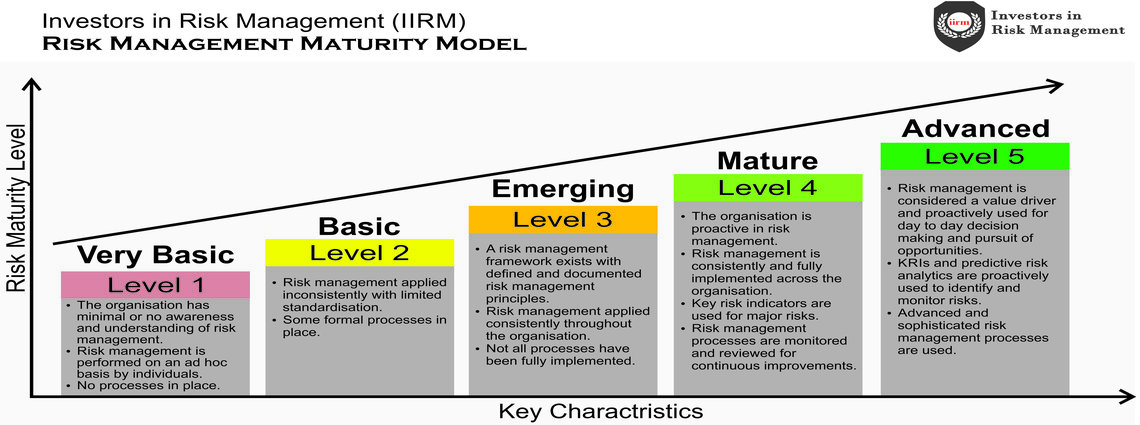 Investors in Risk Management (IIRM)
RISK MANAGEMENT MATURITY MODEL
iirm
Investors in
Risk Management
Risk Maturity Level
Very Basic
Level 1
• The organisation has
minimal or no awareness
and understanding of risk
management.
• Risk management is
performed on an ad hoc
basis by individuals.
• No processes in place.
Basic
Level 2
• Risk management applied
inconsistently with limited
standardisation.
• Some formal processes in
place.
Emerging
Level 3
• A risk management
framework exists with
defined and documented
risk management
principles.
• Risk management applied
consistently throughout
the organisation.
• Not all processes have
been fully implemented.
Mature
Level 4
• The organisation is
proactive in risk
management.
• Risk management is
consistently and fully
implemented across the
organisation.
• Key risk indicators are
used for major risks.
• Risk management
processes are monitored
and reviewed for
continuous improvements.
Advanced
Level 5
• Risk management is
considered a value driver
and proactively used for
day to day decision
making and pursuit of
opportunities.
• KRIs and predictive risk
analytics are proactively
used to identify and
monitor risks.
• Advanced and
sophisticated risk
management processes
are used.
Key Charactristics